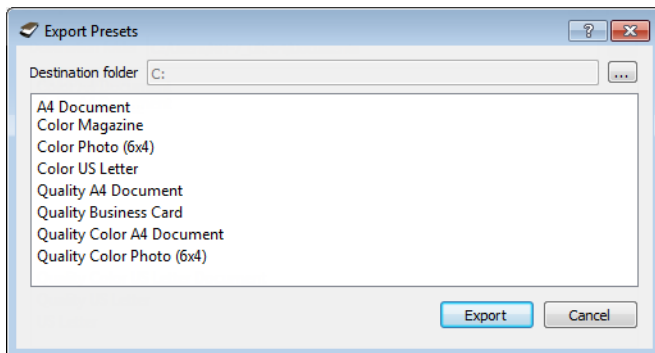 Export Presets
?
Destination folder C: ...
A4 Document
Color Magazine
Color Photo (6x4)
Color US Letter
Quality A4 Document
Quality Business Card
Quality Color A4 Document
Quality Color Photo (6x4)
Export Cancel